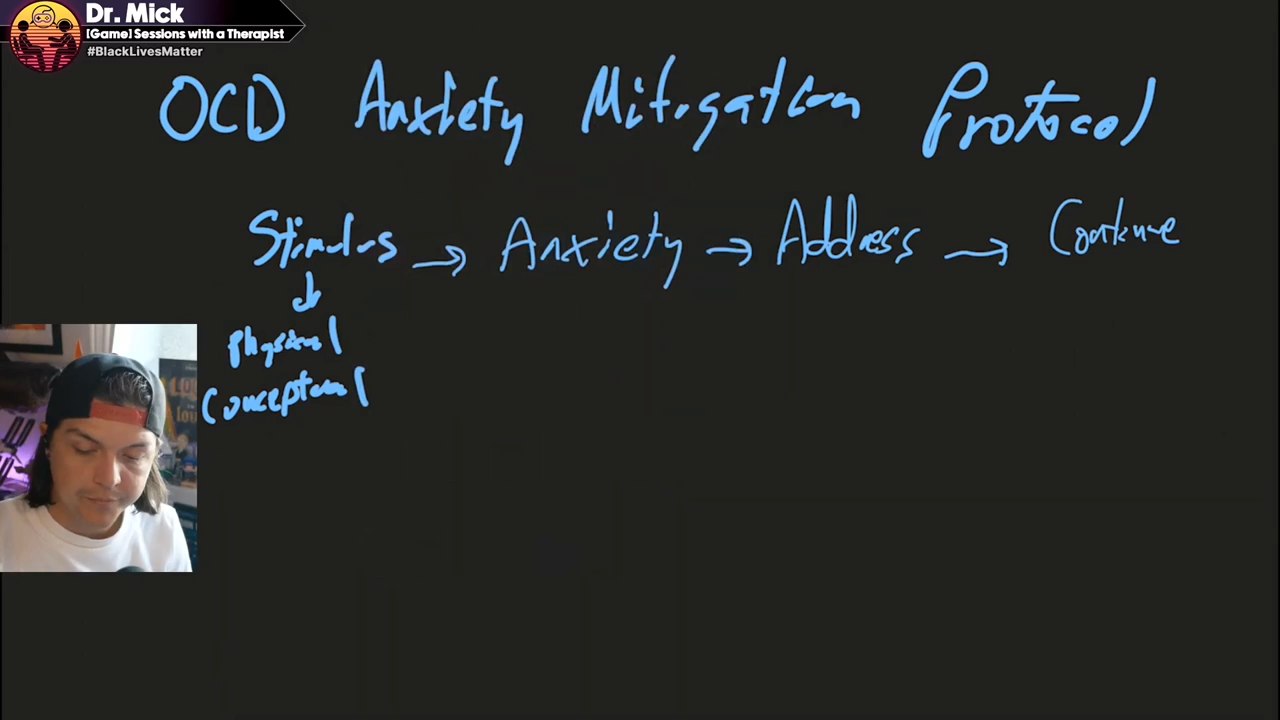 Dr. Mick
[Game] Sessions with a Therapist
#BlackLivesMatter
OCD Anxiety Mitigation Protocol
Stimulus → Anxiety → Address → Continue
↓
Physical
Conceptual